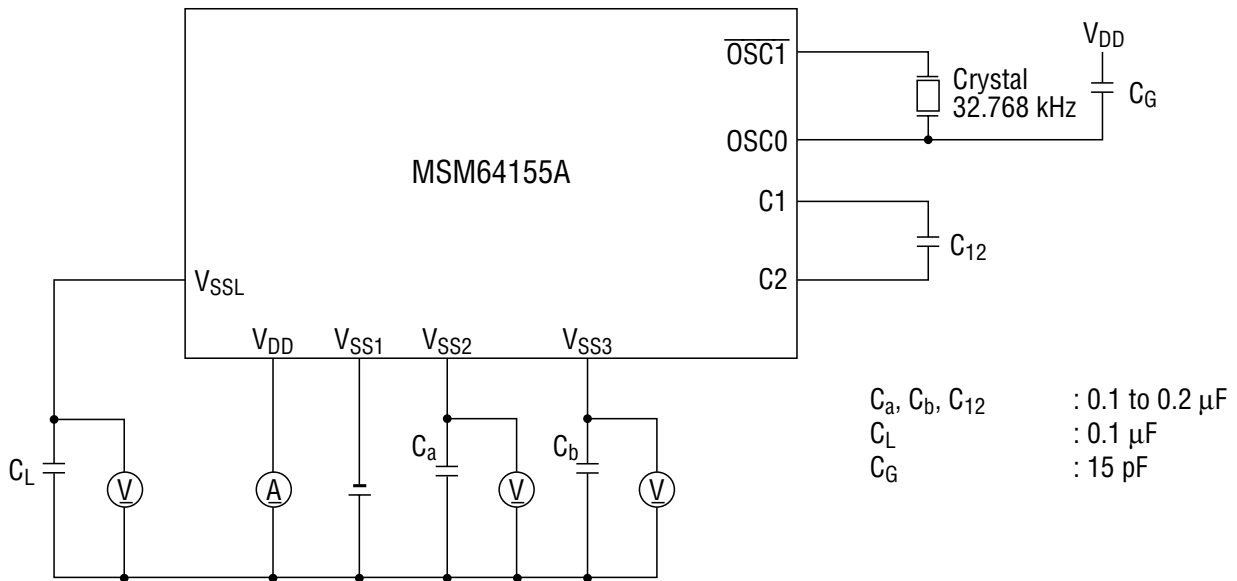 OSC1
V_DD
Crystal
32.768 kHz
C_G
OSC0
MSM64155A
C1
C_12
C2
V_SSL
V_DD V_SS1 V_SS2 V_SS3
C_a, C_b, C_12 : 0.1 to 0.2 μF
C_L : 0.1 μF
C_G : 15 pF
C_L V A C_a V C_b V